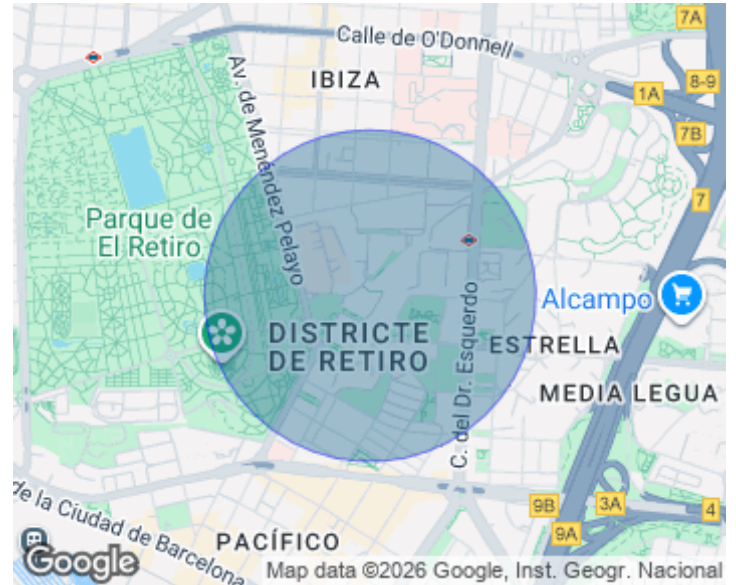 7A
Calle de O'Donnell
IBIZA
8-9
1A
7B
Av. de Menéndez Pelayo
7
Parque de
El Retiro
Alcampo
DISTRICTE
DE RETIRO
C. del Dr. Esquerdo
ESTRELLA
MEDIA LEGUA
9B
3A
4
9A
de la Ciudad de Barcelona
PACÍFICO
Google
Map data ©2026 Google, Inst. Geogr. Nacional